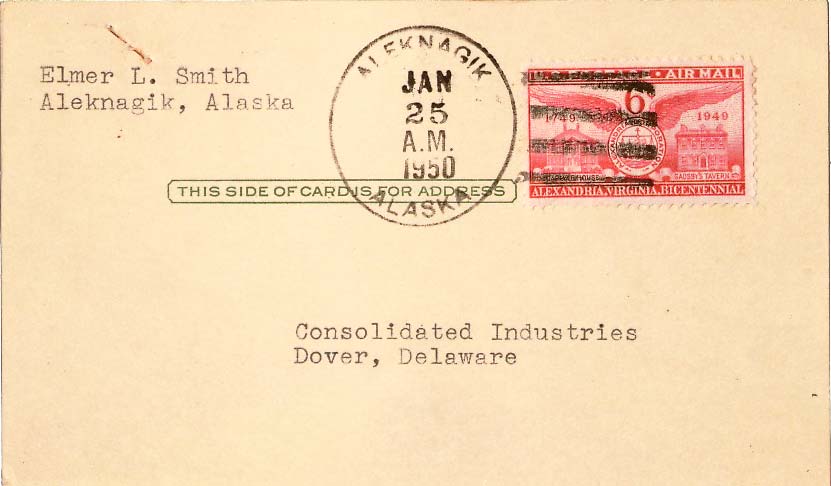 Elmer L. Smith
Aleknagik, Alaska
ALEKNAGIK
JAN
25
A.M.
1950
ALASKA
AIR MAIL
6
1749
1949
GADSBY'S TAVERN
ALEXANDRIA, VIRGINIA, BICENTENNIAL
THIS SIDE OF CARD IS FOR ADDRESS
Consolidated Industries
Dover, Delaware